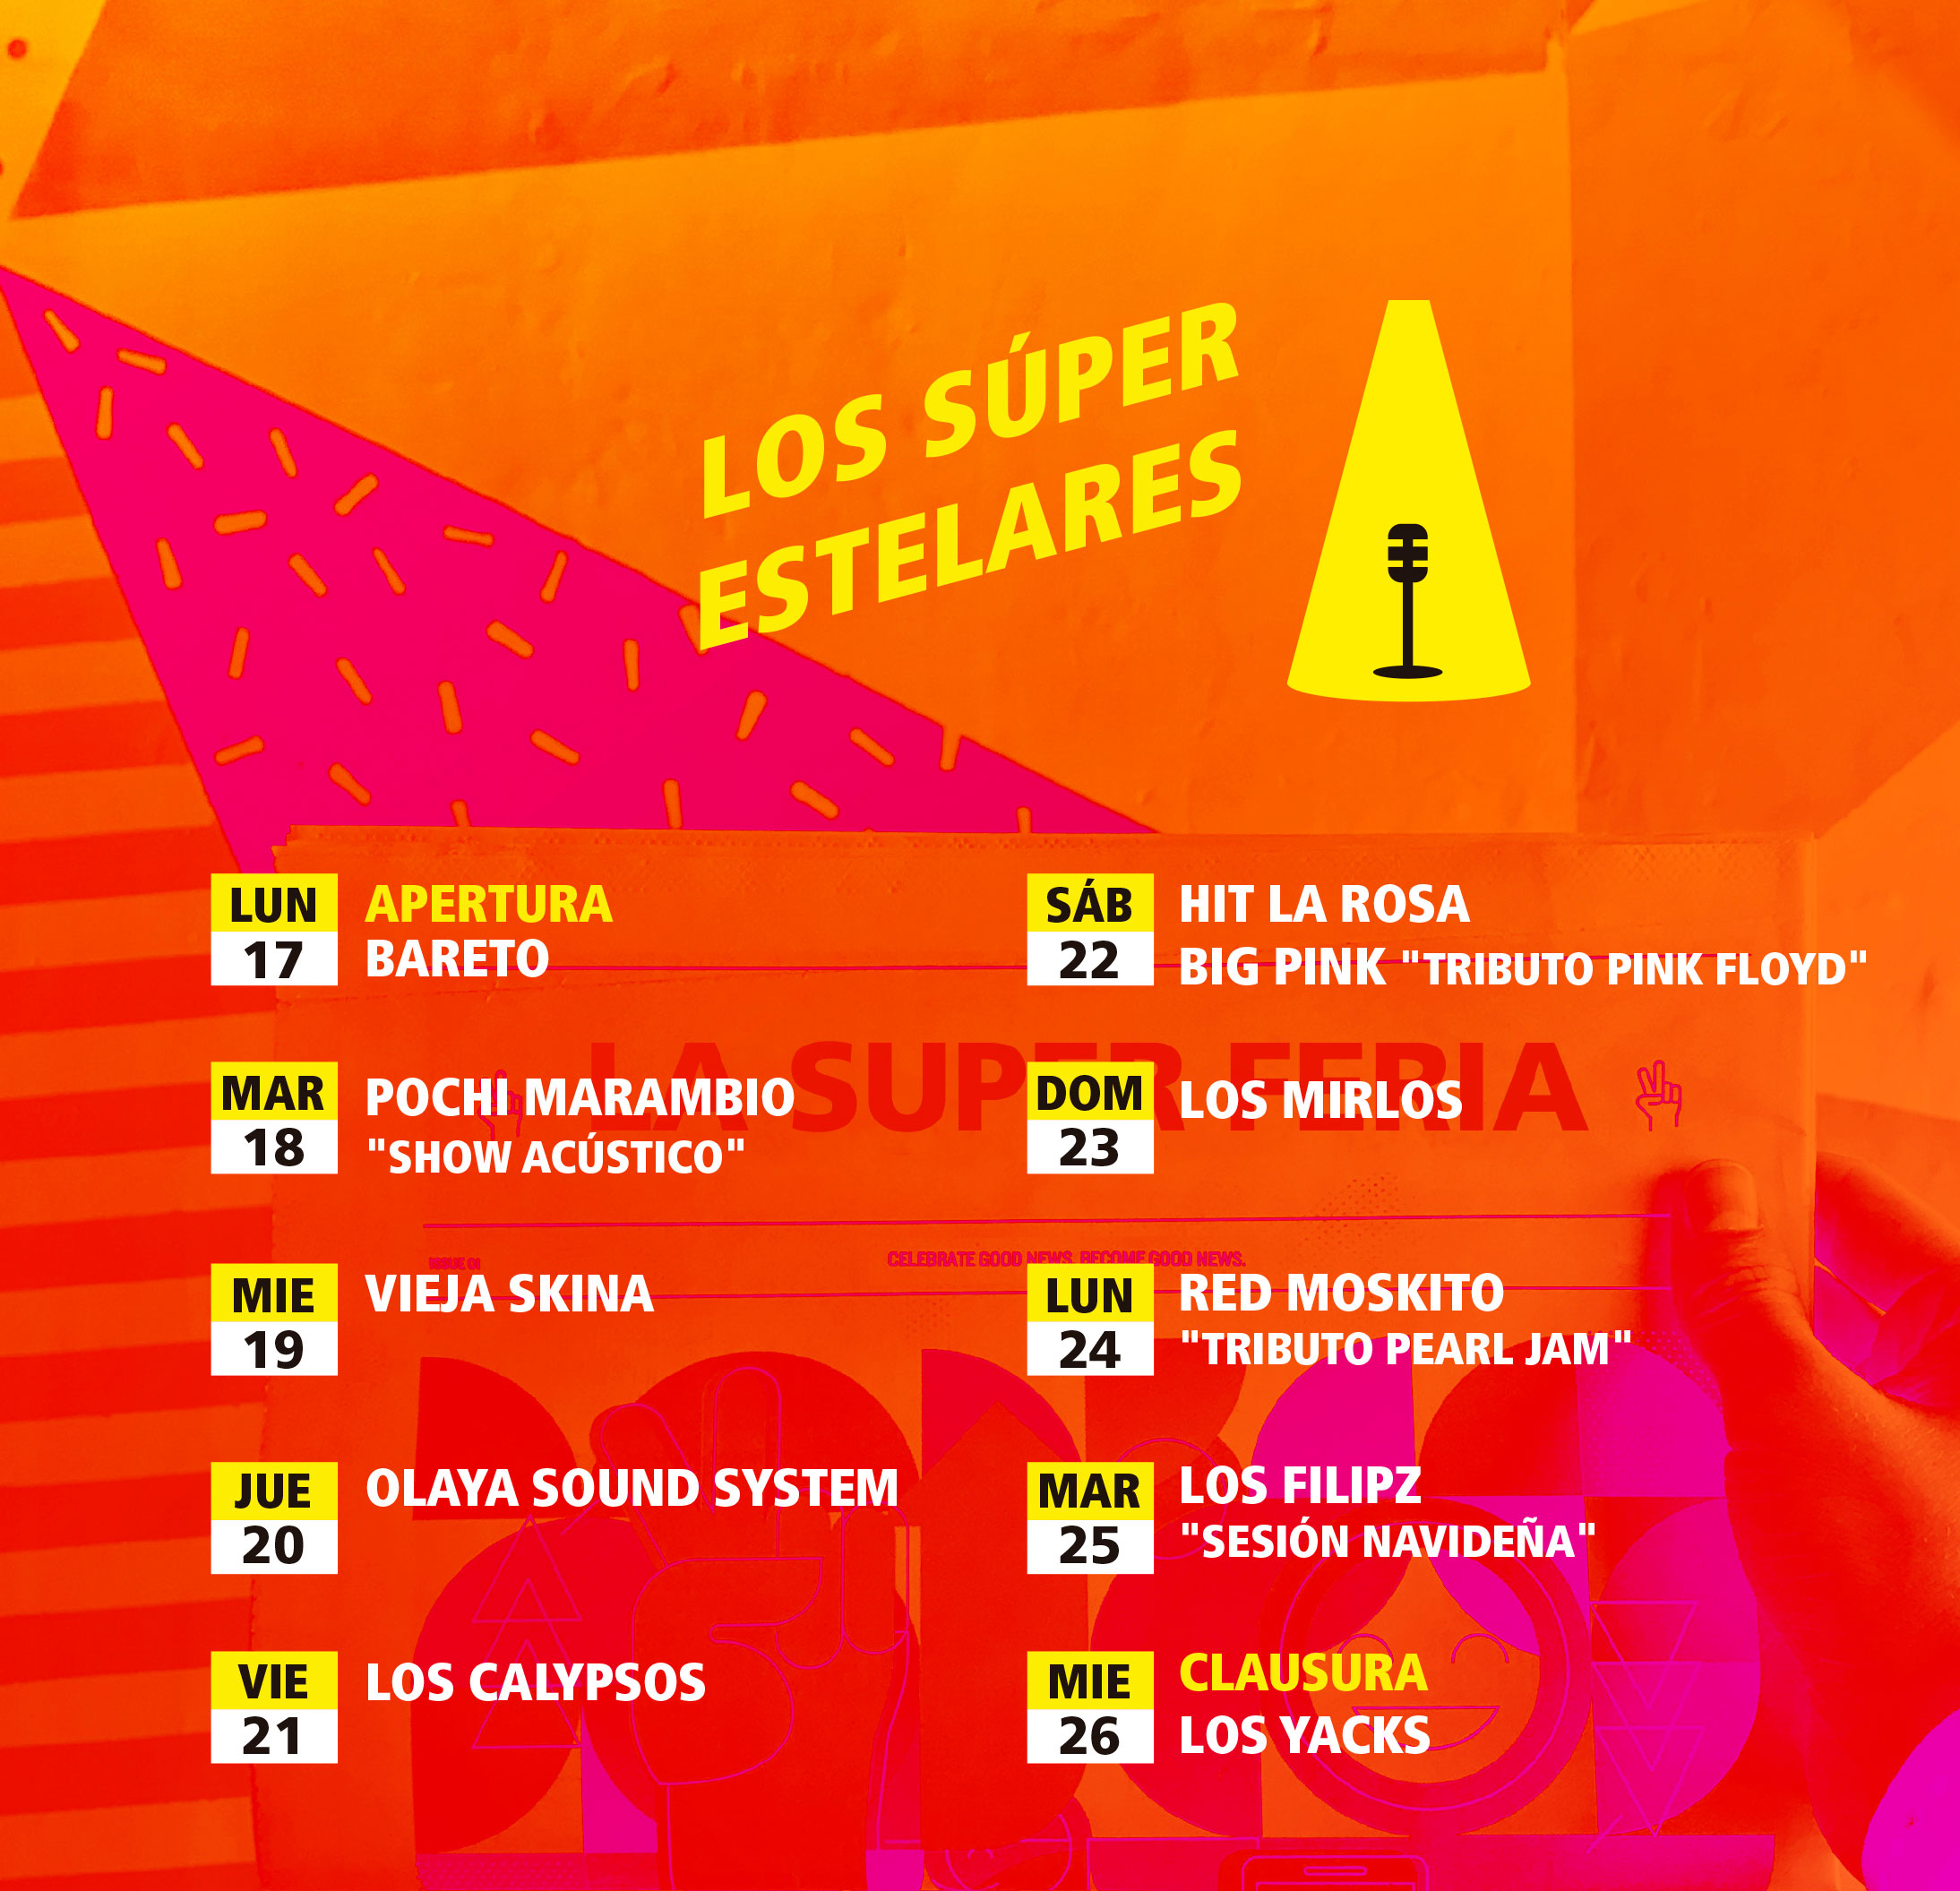 LOS SÚPER
ESTELARES
LUN
17
APERTURA
BARETO
MAR
18
POCHI MARAMBIO
"SHOW ACÚSTICO"
MIE
19
VIEJA SKINA
JUE
20
OLAYA SOUND SYSTEM
VIE
21
LOS CALYPSOS
SÁB
22
HIT LA ROSA
BIG PINK "TRIBUTO PINK FLOYD"
DOM
23
LOS MIRLOS
LUN
24
RED MOSKITO
"TRIBUTO PEARL JAM"
MAR
25
LOS FILIPZ
"SESIÓN NAVIDEÑA"
MIE
26
CLAUSURA
LOS YACKS
LA SUPER FERIA
ISSUE 01
CELEBRATE GOOD NEWS. BECOME GOOD NEWS.